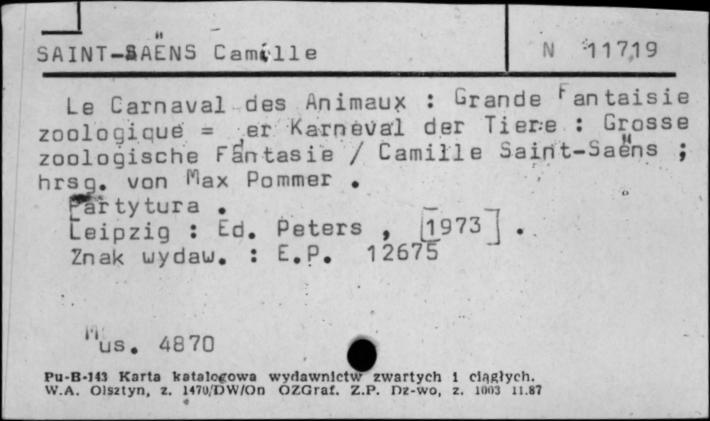 SAINT-SAËNS Camille
N 11719
Le Carnaval des Animaux : Grande Fantaisie
zoologique = er Karneval der Tiere : Grosse
zoologische Fantasie / Camille Saint-Saëns ;
hrsg. von Max Pommer .
Partytura .
Leipzig : Ed. Peters , [1973] .
Znak wydaw. : E.P. 12675
Mus. 4870
Pu-B-143 Karta katalogowa wydawnictw zwartych i ciągłych.
W.A. Olsztyn, z. 1470/DW/On OZGraf. Z.P. Dz-wo, z. 1003 11.87